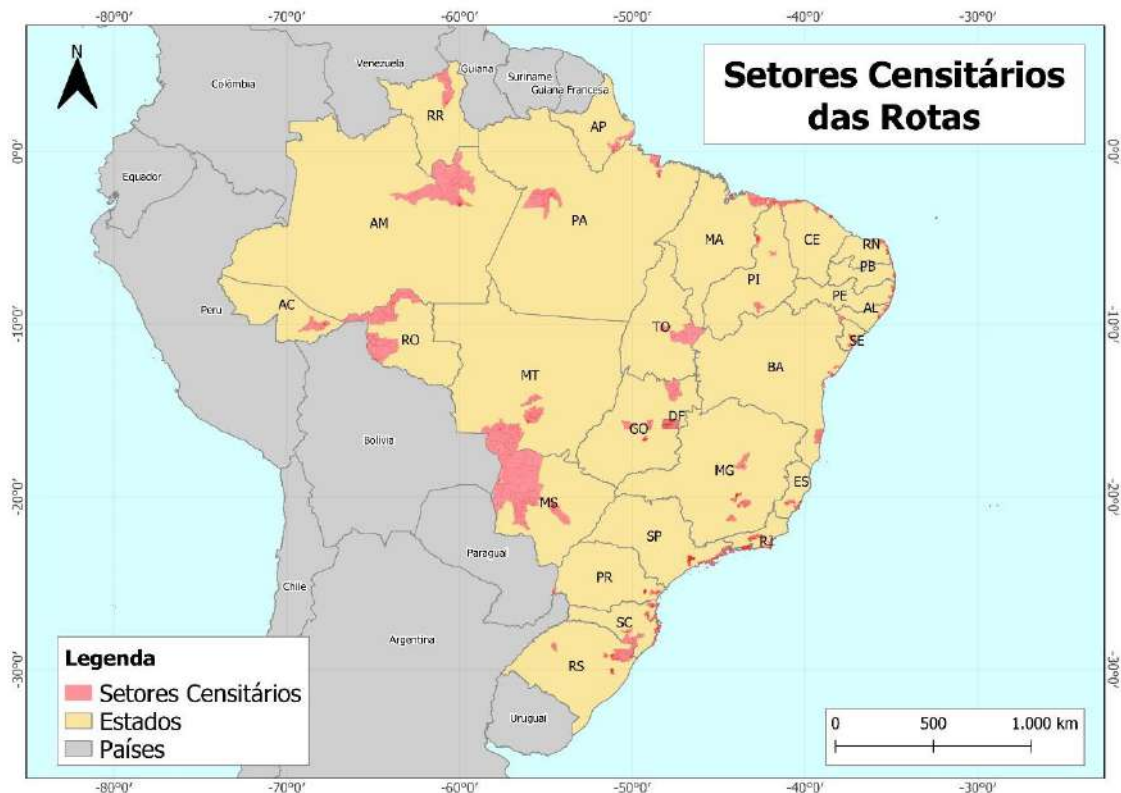 -80°0′ -70°0′ -60°0′ -50°0′ -40°0′ -30°0′
N
Setores Censitários
das Rotas
Venezuela
Guiana
Suriname
Guiana Francesa
Colômbia
RR
AP
0°0′ 0°0′
Equador
AM
PA
MA
CE
RN
PB
PI
PE
AL
Peru
AC
-10°0′ -10°0′
RO
TO
SE
BA
MT
DF
GO
Bolivia
MG
ES
-20°0′ -20°0′
MS
SP
RJ
Paraguai
PR
Chile
SC
Argentina
RS
-30°0′ -30°0′
Uruguai
Legenda
Setores Censitários
Estados
Países
0 500 1.000 km
-80°0′ -70°0′ -60°0′ -50°0′ -40°0′ -30°0′